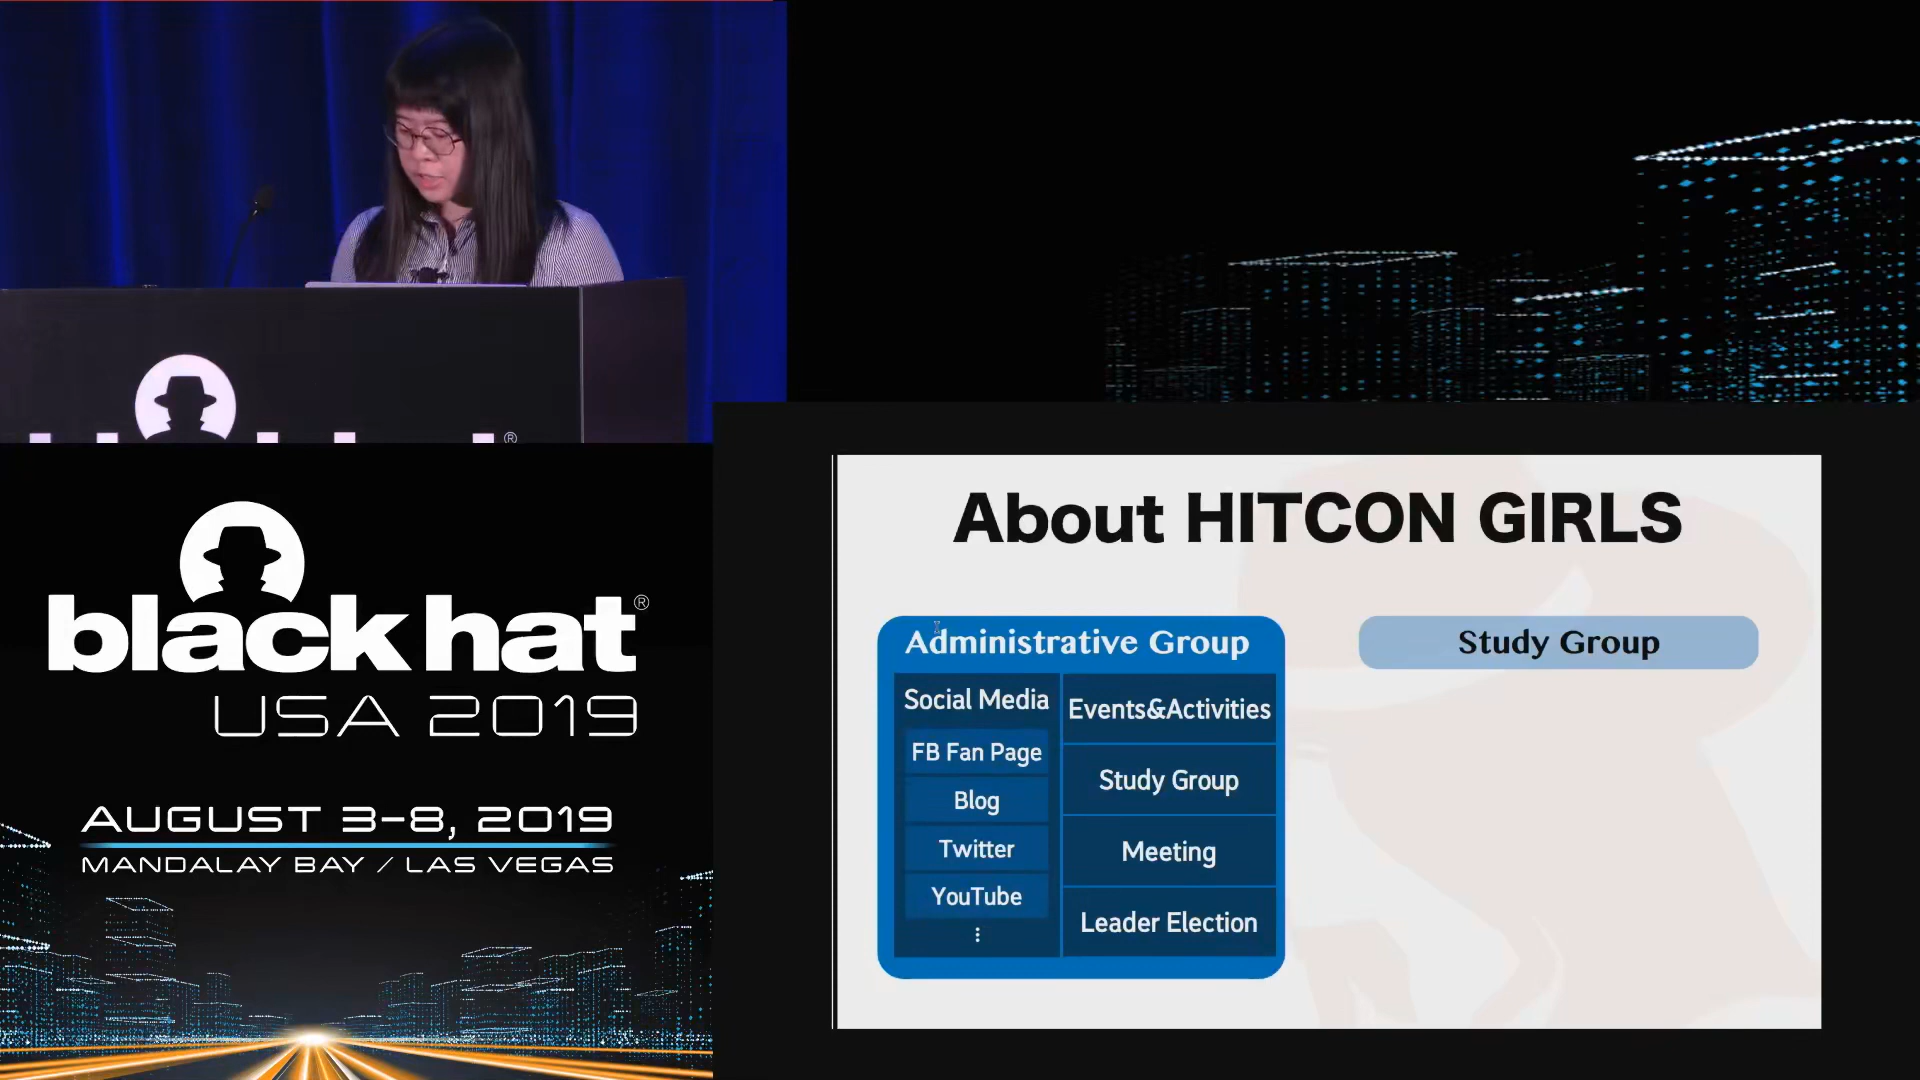 ®
black hat®
USA 2019
AUGUST 3–8, 2019
MANDALAY BAY / LAS VEGAS
About HITCON GIRLS
Administrative Group
Social Media
FB Fan Page
Blog
Twitter
YouTube
⋮
Events&Activities
Study Group
Meeting
Leader Election
Study Group